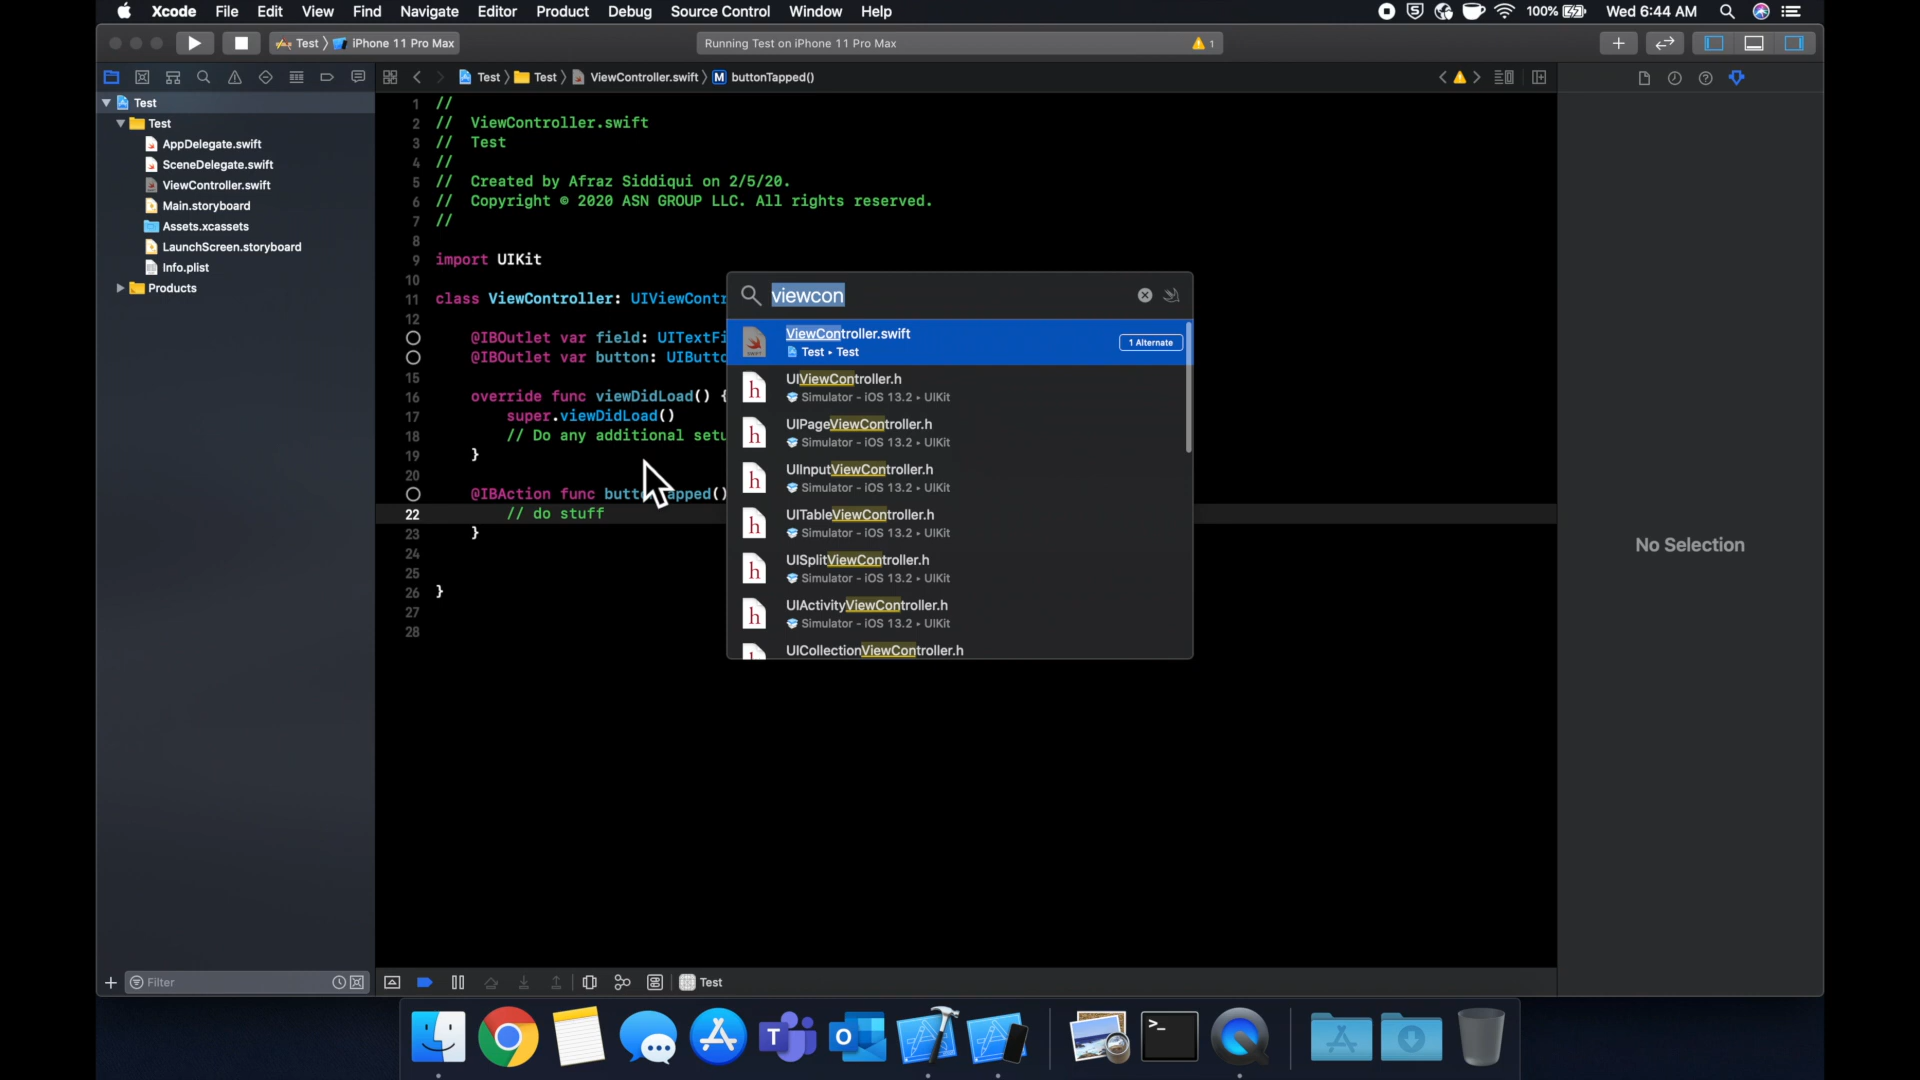 Xcode File Edit View Find Navigate Editor Product Debug Source Control Window Help 100% Wed 6:44 AM
Test iPhone 11 Pro Max Running Test on iPhone 11 Pro Max 1
Test Test ViewController.swift M buttonTapped()
Test
Test
AppDelegate.swift
SceneDelegate.swift
ViewController.swift
Main.storyboard
Assets.xcassets
LaunchScreen.storyboard
Info.plist
Products
1 //
2 // ViewController.swift
3 // Test
4 //
5 // Created by Afraz Siddiqui on 2/5/20.
6 // Copyright © 2020 ASN GROUP LLC. All rights reserved.
7 //
8
9 import UIKit
10
11 class ViewController: UIViewContr
12
@IBOutlet var field: UITextFi
@IBOutlet var button: UIButto
15
16 override func viewDidLoad() {
17 super.viewDidLoad()
18 // Do any additional setu
19 }
20
@IBAction func butt apped()
22 // do stuff
23 }
24
25
26 }
27
28
viewcon
ViewController.swift
Test ▸ Test
1 Alternate
UIViewController.h
Simulator - iOS 13.2 ▸ UIKit
UIPageViewController.h
Simulator - iOS 13.2 ▸ UIKit
UIInputViewController.h
Simulator - iOS 13.2 ▸ UIKit
UITableViewController.h
Simulator - iOS 13.2 ▸ UIKit
UISplitViewController.h
Simulator - iOS 13.2 ▸ UIKit
UIActivityViewController.h
Simulator - iOS 13.2 ▸ UIKit
UICollectionViewController.h
No Selection
Filter
Test